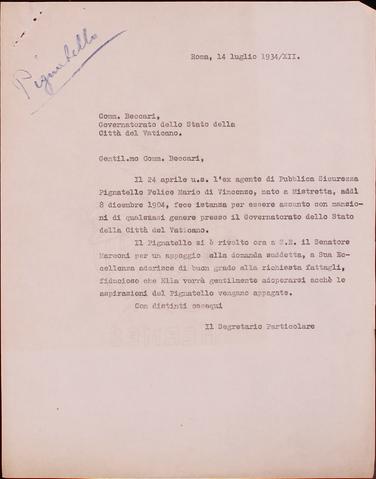 Pignatello
Roma, 14 luglio 1934/XII.
Comm. Beccari,
Governatorato dello Stato della
Città del Vaticano.
Gentil.mo Comm. Beccari,
Il 24 aprile u.s. l'ex agente di Pubblica Sicurezza
Pignatello Felice Mario di Vincenzo, nato a Mistretta, addì
8 dicembre 1904, fece istanza per essere assunto con mansio=
ni di qualsiasi genere presso il Governatorato dello Stato
della Città del Vaticano.
Il Pignatello si è rivolto ora a S.E. il Senatore
Marconi per un appoggio alla domanda suddetta, a Sua Ec=
cellenza aderisce di buon grado alla richiesta fattagli,
fiducioso che Ella vorrà gentilmente adoperarsi acchè le
aspirazioni del Pignatello vengano appagate.
Con distinti ossequi
Il Segretario Particolare